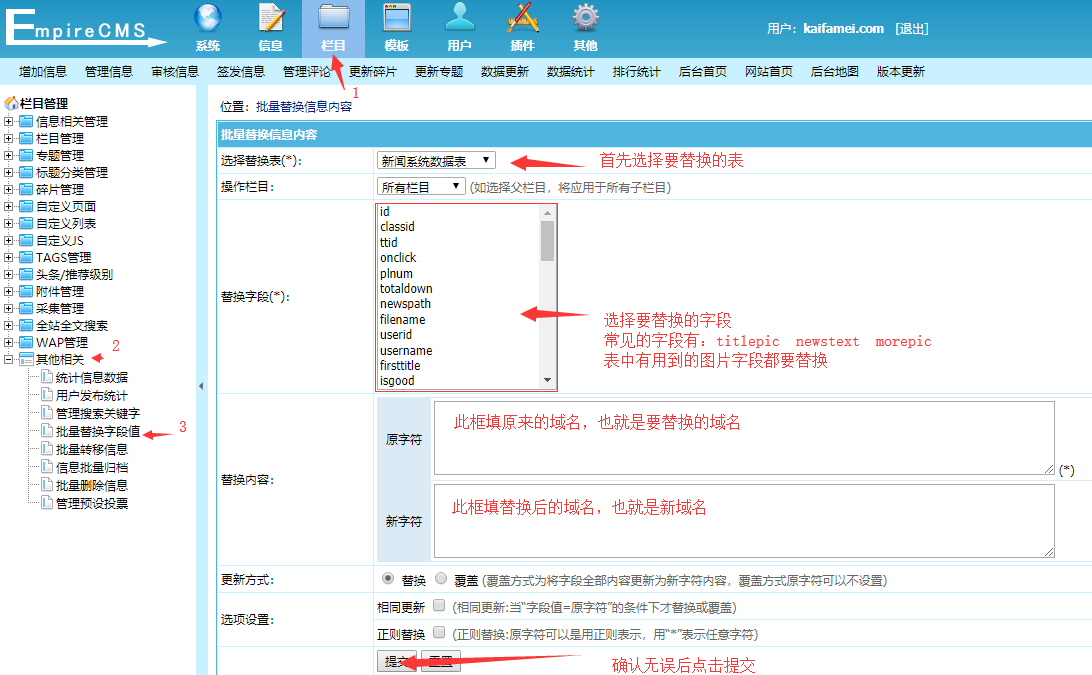 EmpireCMS
系统 信息 栏目 模板 用户 插件 其他
用户：kaifamei.com [退出]
增加信息 管理信息 审核信息 签发信息 管理评论 更新碎片 更新专题 数据更新 数据统计 排行统计 后台首页 网站首页 后台地图 版本更新
1
栏目管理
信息相关管理
栏目管理
专题管理
标题分类管理
碎片管理
自定义页面
自定义列表
自定义JS
TAGS管理
头条/推荐级别
附件管理
采集管理
全站全文搜索
WAP管理
其他相关
2
统计信息数据
用户发布统计
管理搜索关键字
批量替换字段值
3
批量转移信息
信息批量归档
批量删除信息
管理预设投票
位置：批量替换信息内容
批量替换信息内容
选择替换表(*): 新闻系统数据表
首先选择要替换的表
操作栏目: 所有栏目 (如选择父栏目，将应用于所有子栏目)
替换字段(*):
id
classid
ttid
onclick
plnum
totaldown
newspath
filename
userid
username
firsttitle
isgood
选择要替换的字段
常见的字段有：titlepic newstext morepic
表中有用到的图片字段都要替换
替换内容:
原字符
此框填原来的域名，也就是要替换的域名
(*)
新字符
此框填替换后的域名，也就是新域名
更新方式: 替换 覆盖 (覆盖方式为将字段全部内容更新为新字符内容，覆盖方式原字符可以不设置)
选项设置:
相同更新 (相同更新:当“字段值=原字符”的条件下才替换或覆盖)
正则替换 (正则替换:原字符可以是用正则表示，用“*”表示任意字符)
提交 重置
确认无误后点击提交